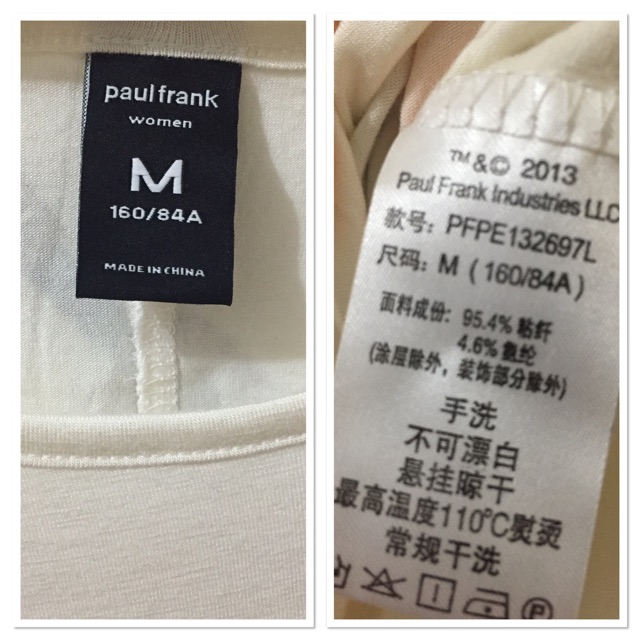 paul frank
women
M
160/84A
MADE IN CHINA
™&© 2013
Paul Frank Industries LLC
款号: PFPE132697L
尺码: M (160/84A)
面料成份: 95.4% 粘纤
4.6% 氨纶
(涂层除外, 装饰部分除外)
手洗
不可漂白
悬挂晾干
最高温度110℃熨烫
常规干洗
P